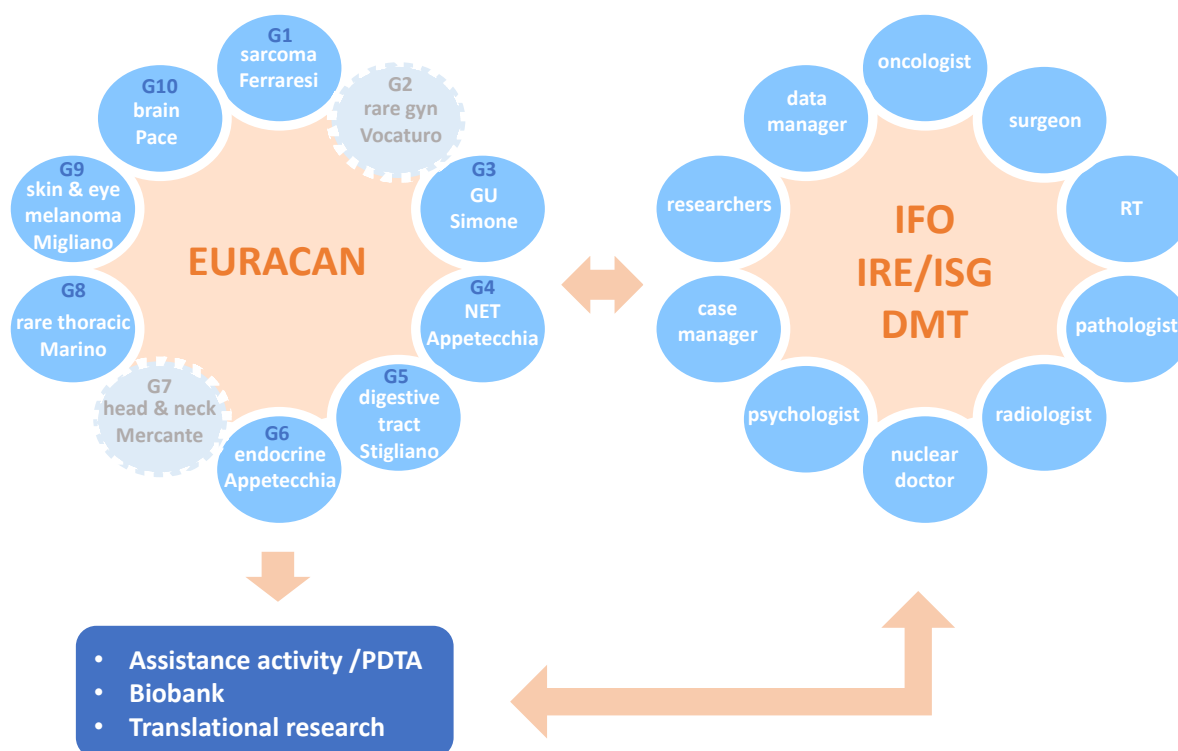 G1
sarcoma
Ferraresi
G2
rare gyn
Vocaturo
G3
GU
Simone
G4
NET
Appetecchia
G5
digestive
tract
Stigliano
G6
endocrine
Appetecchia
G7
head & neck
Mercante
G8
rare thoracic
Marino
G9
skin & eye
melanoma
Migliano
G10
brain
Pace
EURACAN
oncologist
surgeon
RT
pathologist
radiologist
nuclear
doctor
psychologist
case
manager
researchers
data
manager
IFO
IRE/ISG
DMT
• Assistance activity /PDTA
• Biobank
• Translational research